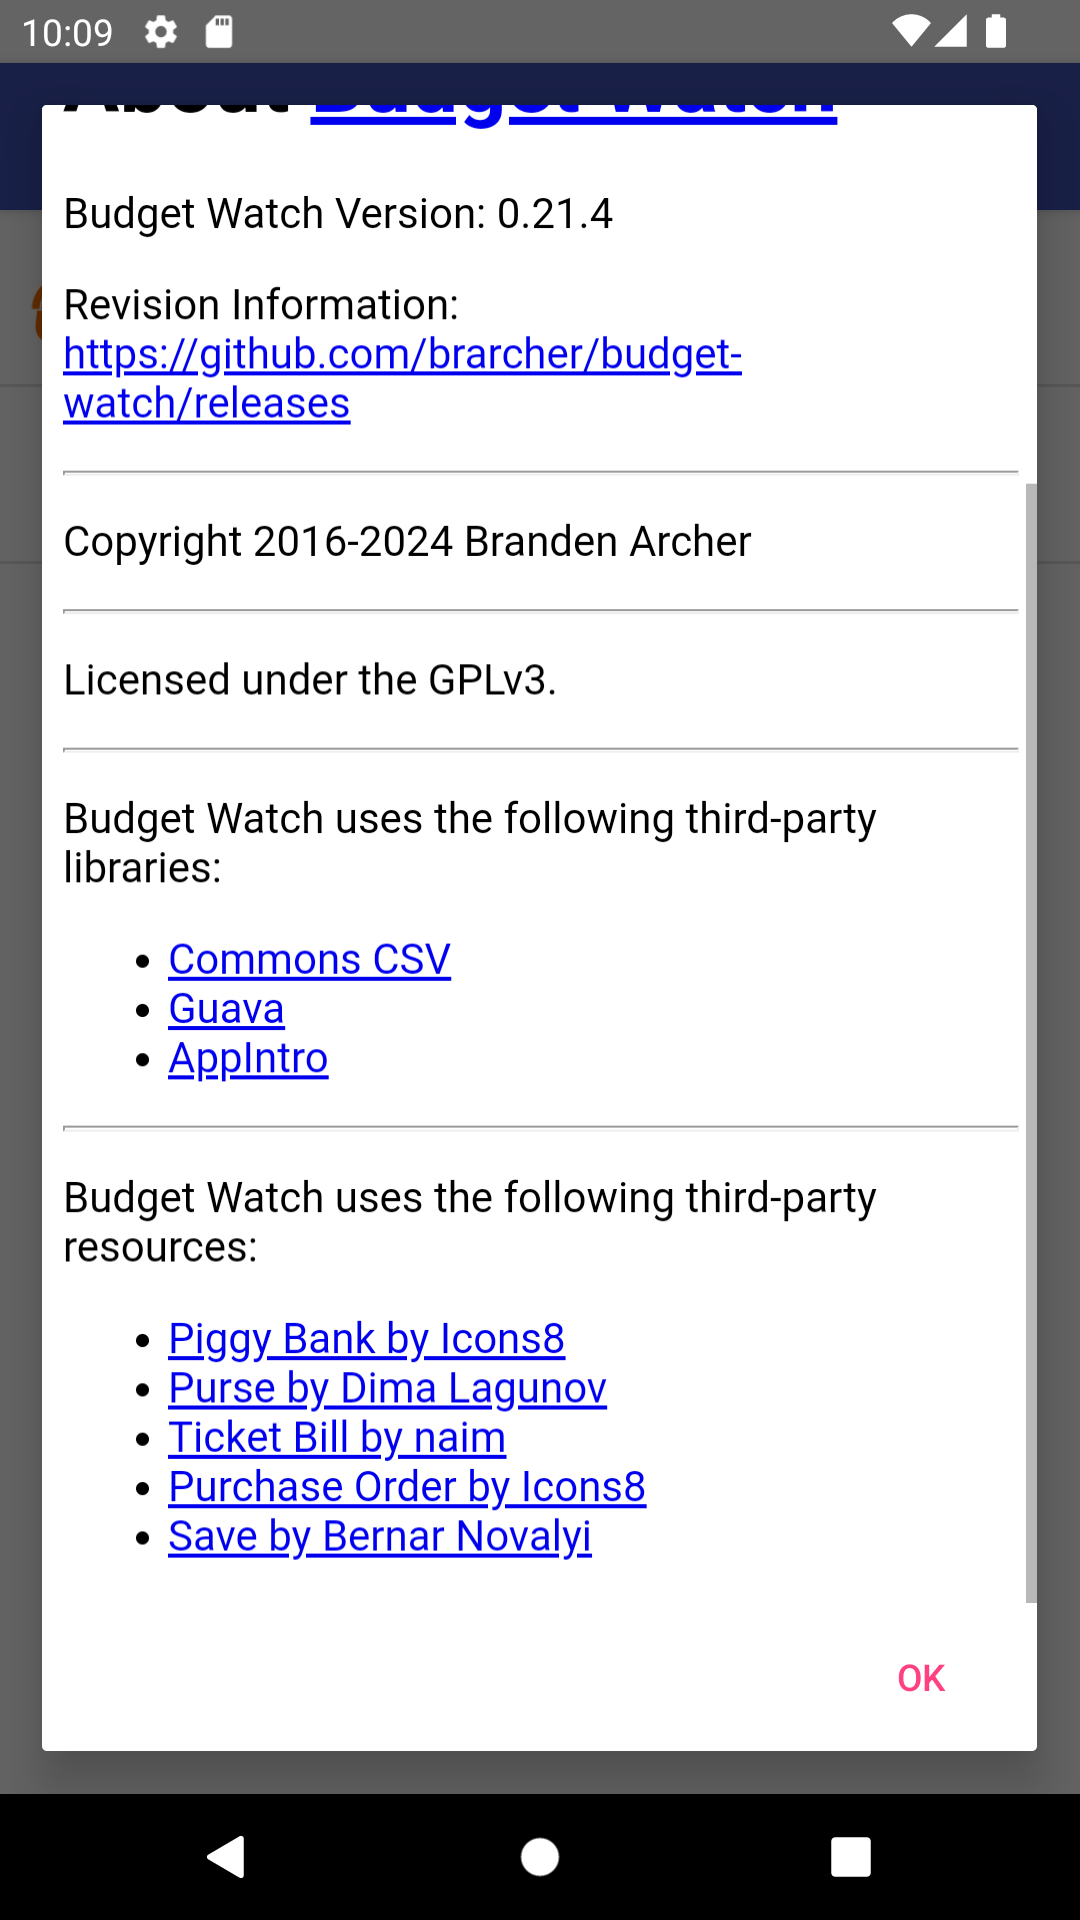 10:09
About Budget Watch
Budget Watch Version: 0.21.4
Revision Information:
https://github.com/brarcher/budget-
watch/releases
Copyright 2016-2024 Branden Archer
Licensed under the GPLv3.
Budget Watch uses the following third-party
libraries:
• Commons CSV
• Guava
• AppIntro
Budget Watch uses the following third-party
resources:
• Piggy Bank by Icons8
• Purse by Dima Lagunov
• Ticket Bill by naim
• Purchase Order by Icons8
• Save by Bernar Novalyi
OK